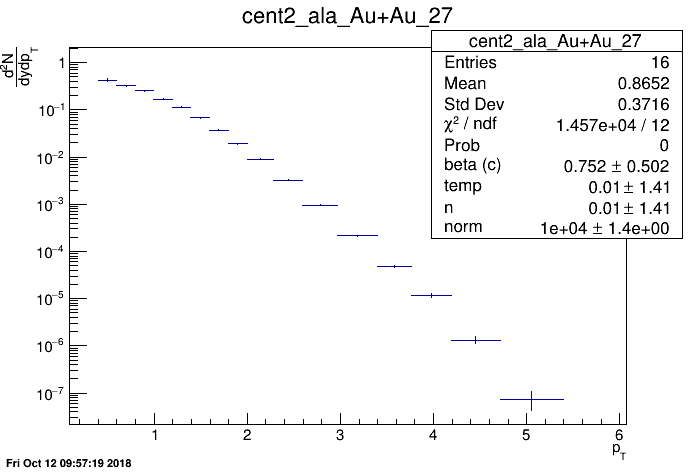 cent2_ala_Au+Au_27
cent2_ala_Au+Au_27
Entries 16
Mean 0.8652
Std Dev 0.3716
χ² / ndf 1.457e+04 / 12
Prob 0
beta (c) 0.752 ± 0.502
temp 0.01 ± 1.41
n 0.01 ± 1.41
norm 1e+04 ± 1.4e+00
d²N
dydp_T
1
10⁻¹
10⁻²
10⁻³
10⁻⁴
10⁻⁵
10⁻⁶
10⁻⁷
1 2 3 4 5 6
p_T
Fri Oct 12 09:57:19 2018